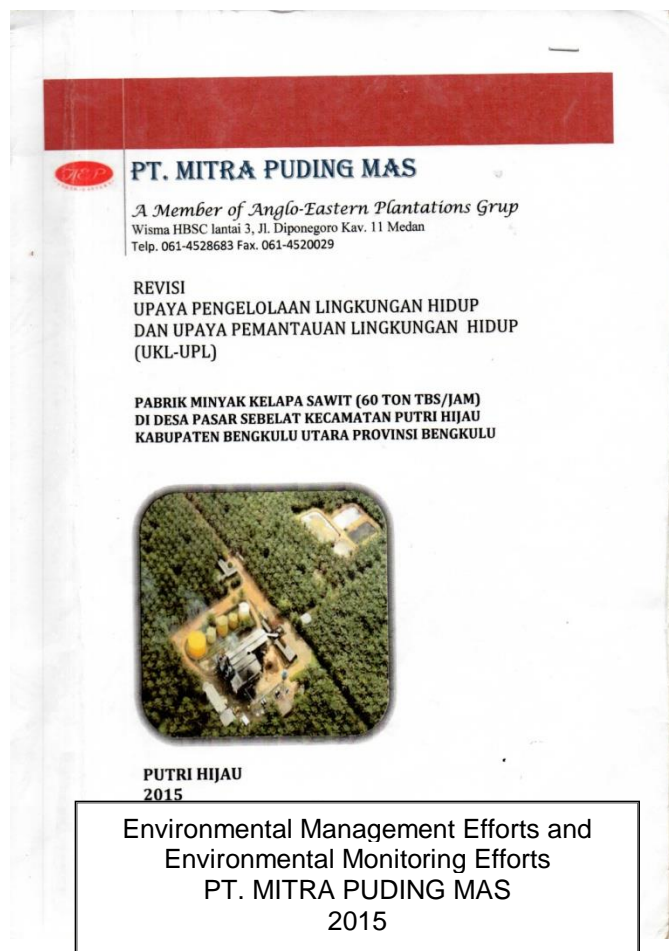 AEP
PT. MITRA PUDING MAS
A Member of Anglo-Eastern Plantations Grup
Wisma HBSC lantai 3, Jl. Diponegoro Kav. 11 Medan
Telp. 061-4528683 Fax. 061-4520029
REVISI
UPAYA PENGELOLAAN LINGKUNGAN HIDUP
DAN UPAYA PEMANTAUAN LINGKUNGAN HIDUP
(UKL-UPL)
PABRIK MINYAK KELAPA SAWIT (60 TON TBS/JAM)
DI DESA PASAR SEBELAT KECAMATAN PUTRI HIJAU
KABUPATEN BENGKULU UTARA PROVINSI BENGKULU
PUTRI HIJAU
2015
Environmental Management Efforts and
Environmental Monitoring Efforts
PT. MITRA PUDING MAS
2015